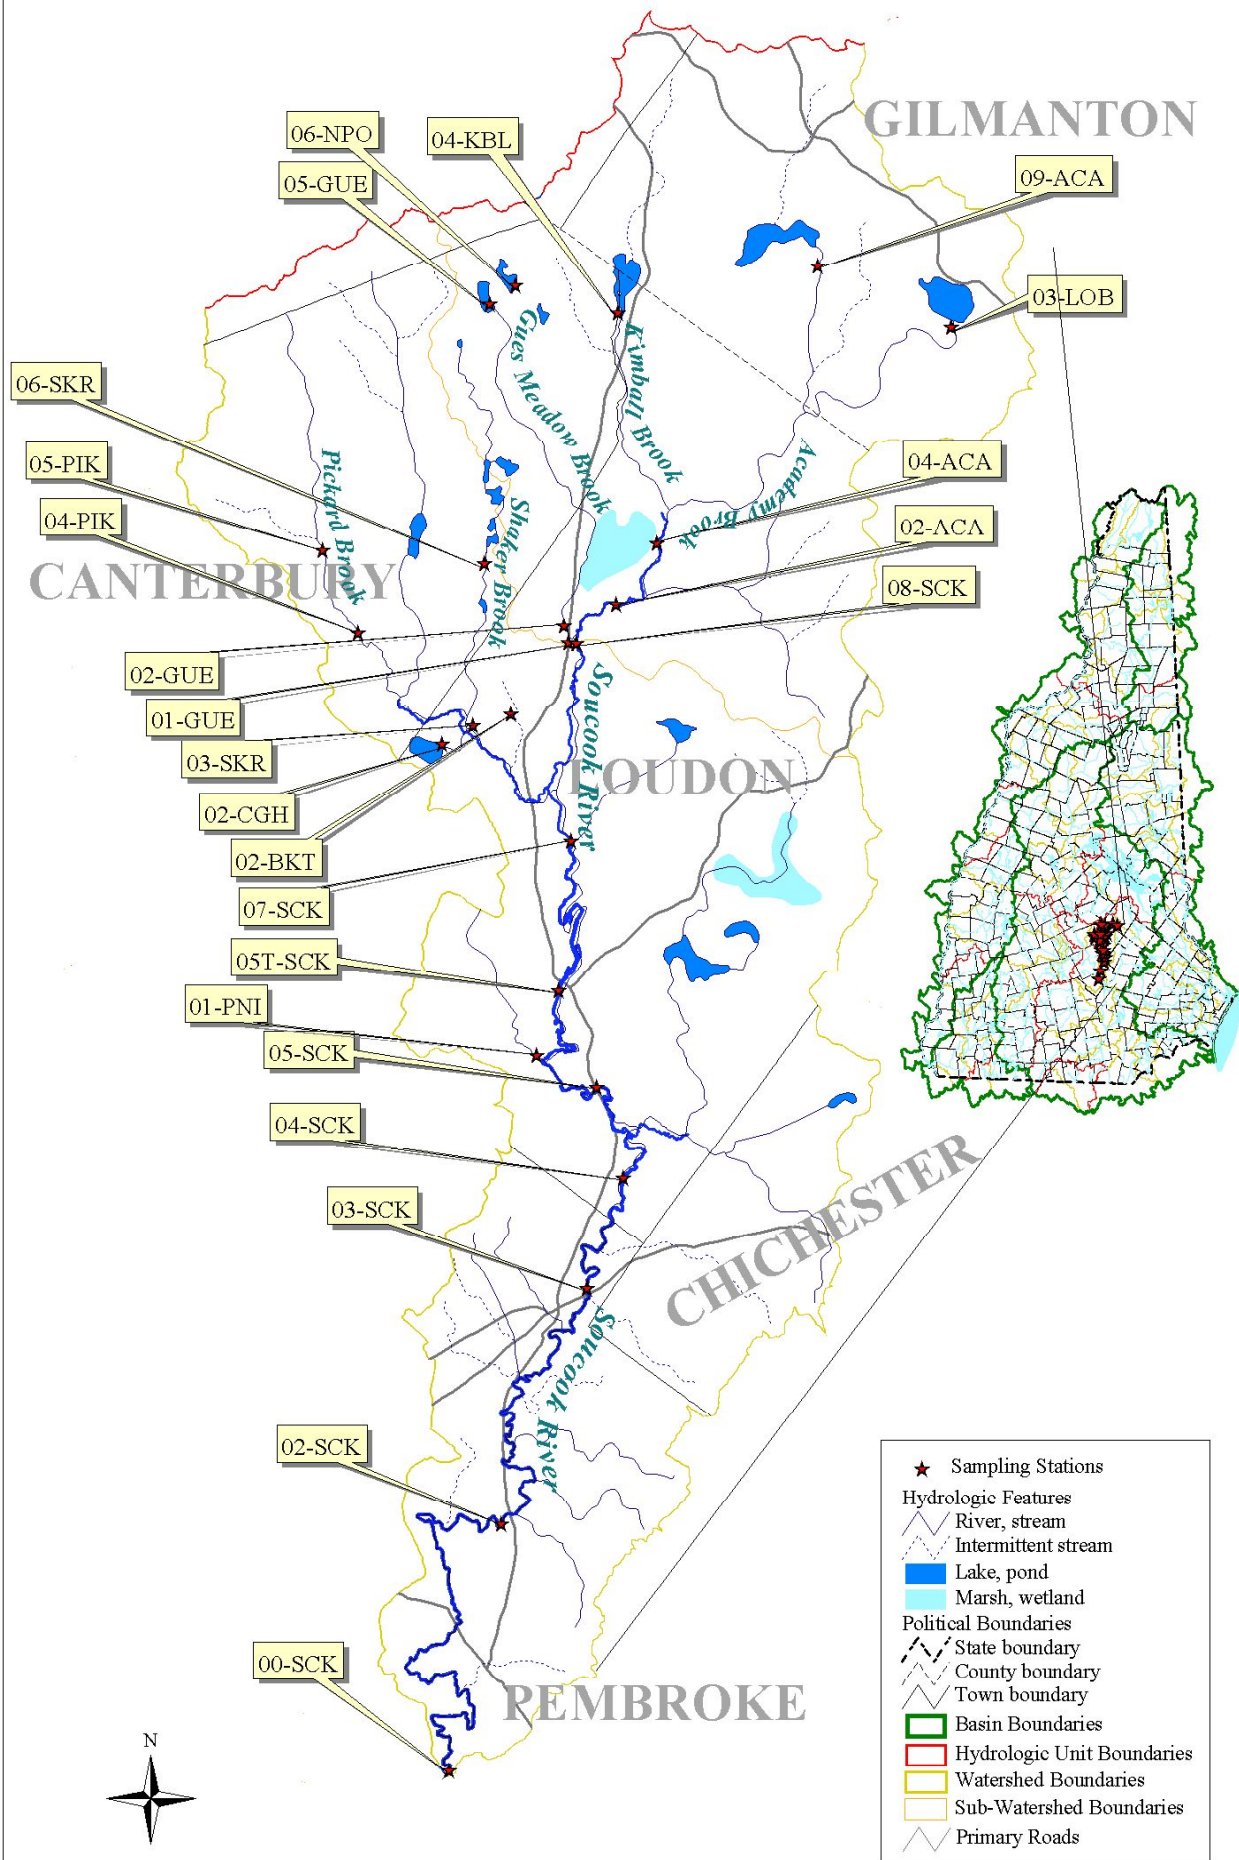 GILMANTON
06-NPO
04-KBL
05-GUE
09-ACA
03-LOB
Gues Meadow Brook
Kimball Brook
06-SKR
05-PIK
04-PIK
Pickard Brook
Shaker Brook
Academy Brook
04-ACA
02-ACA
08-SCK
CANTERBURY
02-GUE
01-GUE
03-SKR
02-CGH
02-BKT
07-SCK
Soucook River
LOUDON
05T-SCK
01-PNI
05-SCK
04-SCK
03-SCK
CHICHESTER
Soucook River
02-SCK
00-SCK
PEMBROKE
N
Sampling Stations
Hydrologic Features
River, stream
Intermittent stream
Lake, pond
Marsh, wetland
Political Boundaries
State boundary
County boundary
Town boundary
Basin Boundaries
Hydrologic Unit Boundaries
Watershed Boundaries
Sub-Watershed Boundaries
Primary Roads